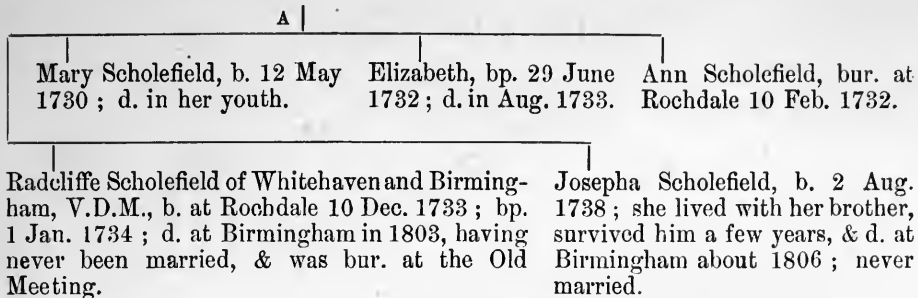 A
Mary Scholefield, b. 12 May
1730 ; d. in her youth.
Elizabeth, bp. 29 June
1732 ; d. in Aug. 1733.
Ann Scholefield, bur. at
Rochdale 10 Feb. 1732.
Radcliffe Scholefield of Whitehaven and Birming-
ham, V.D.M., b. at Rochdale 10 Dec. 1733 ; bp.
1 Jan. 1734 ; d. at Birmingham in 1803, having
never been married, & was bur. at the Old
Meeting.
Josepha Scholefield, b. 2 Aug.
1738 ; she lived with her brother,
survived him a few years, & d. at
Birmingham about 1806 ; never
married.